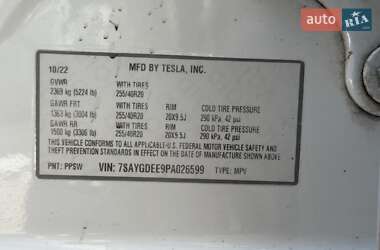 auto RIA.com
10/22
MFD BY TESLA, INC.
GVWR WITH TIRES
2369 kg (5224 lb) 255/40R20
GAWR FRT WITH TIRES RIM COLD TIRE PRESSURE
1363 kg (3004 lb) 255/40R20 20X9.5J 290 kPa, 42 psi
GAWR RR WITH TIRES RIM COLD TIRE PRESSURE
1500 kg (3306 lb) 255/40R20 20X9.5J 290 kPa, 42 psi
THIS VEHICLE CONFORMS TO ALL APPLICABLE U.S. FEDERAL MOTOR
VEHICLE SAFETY AND THEFT PREVENTION STANDARDS IN
EFFECT ON THE DATE OF MANUFACTURE SHOWN ABOVE.
PNT: PPSW VIN: 7SAYGDEE9PA026599 TYPE: MPV